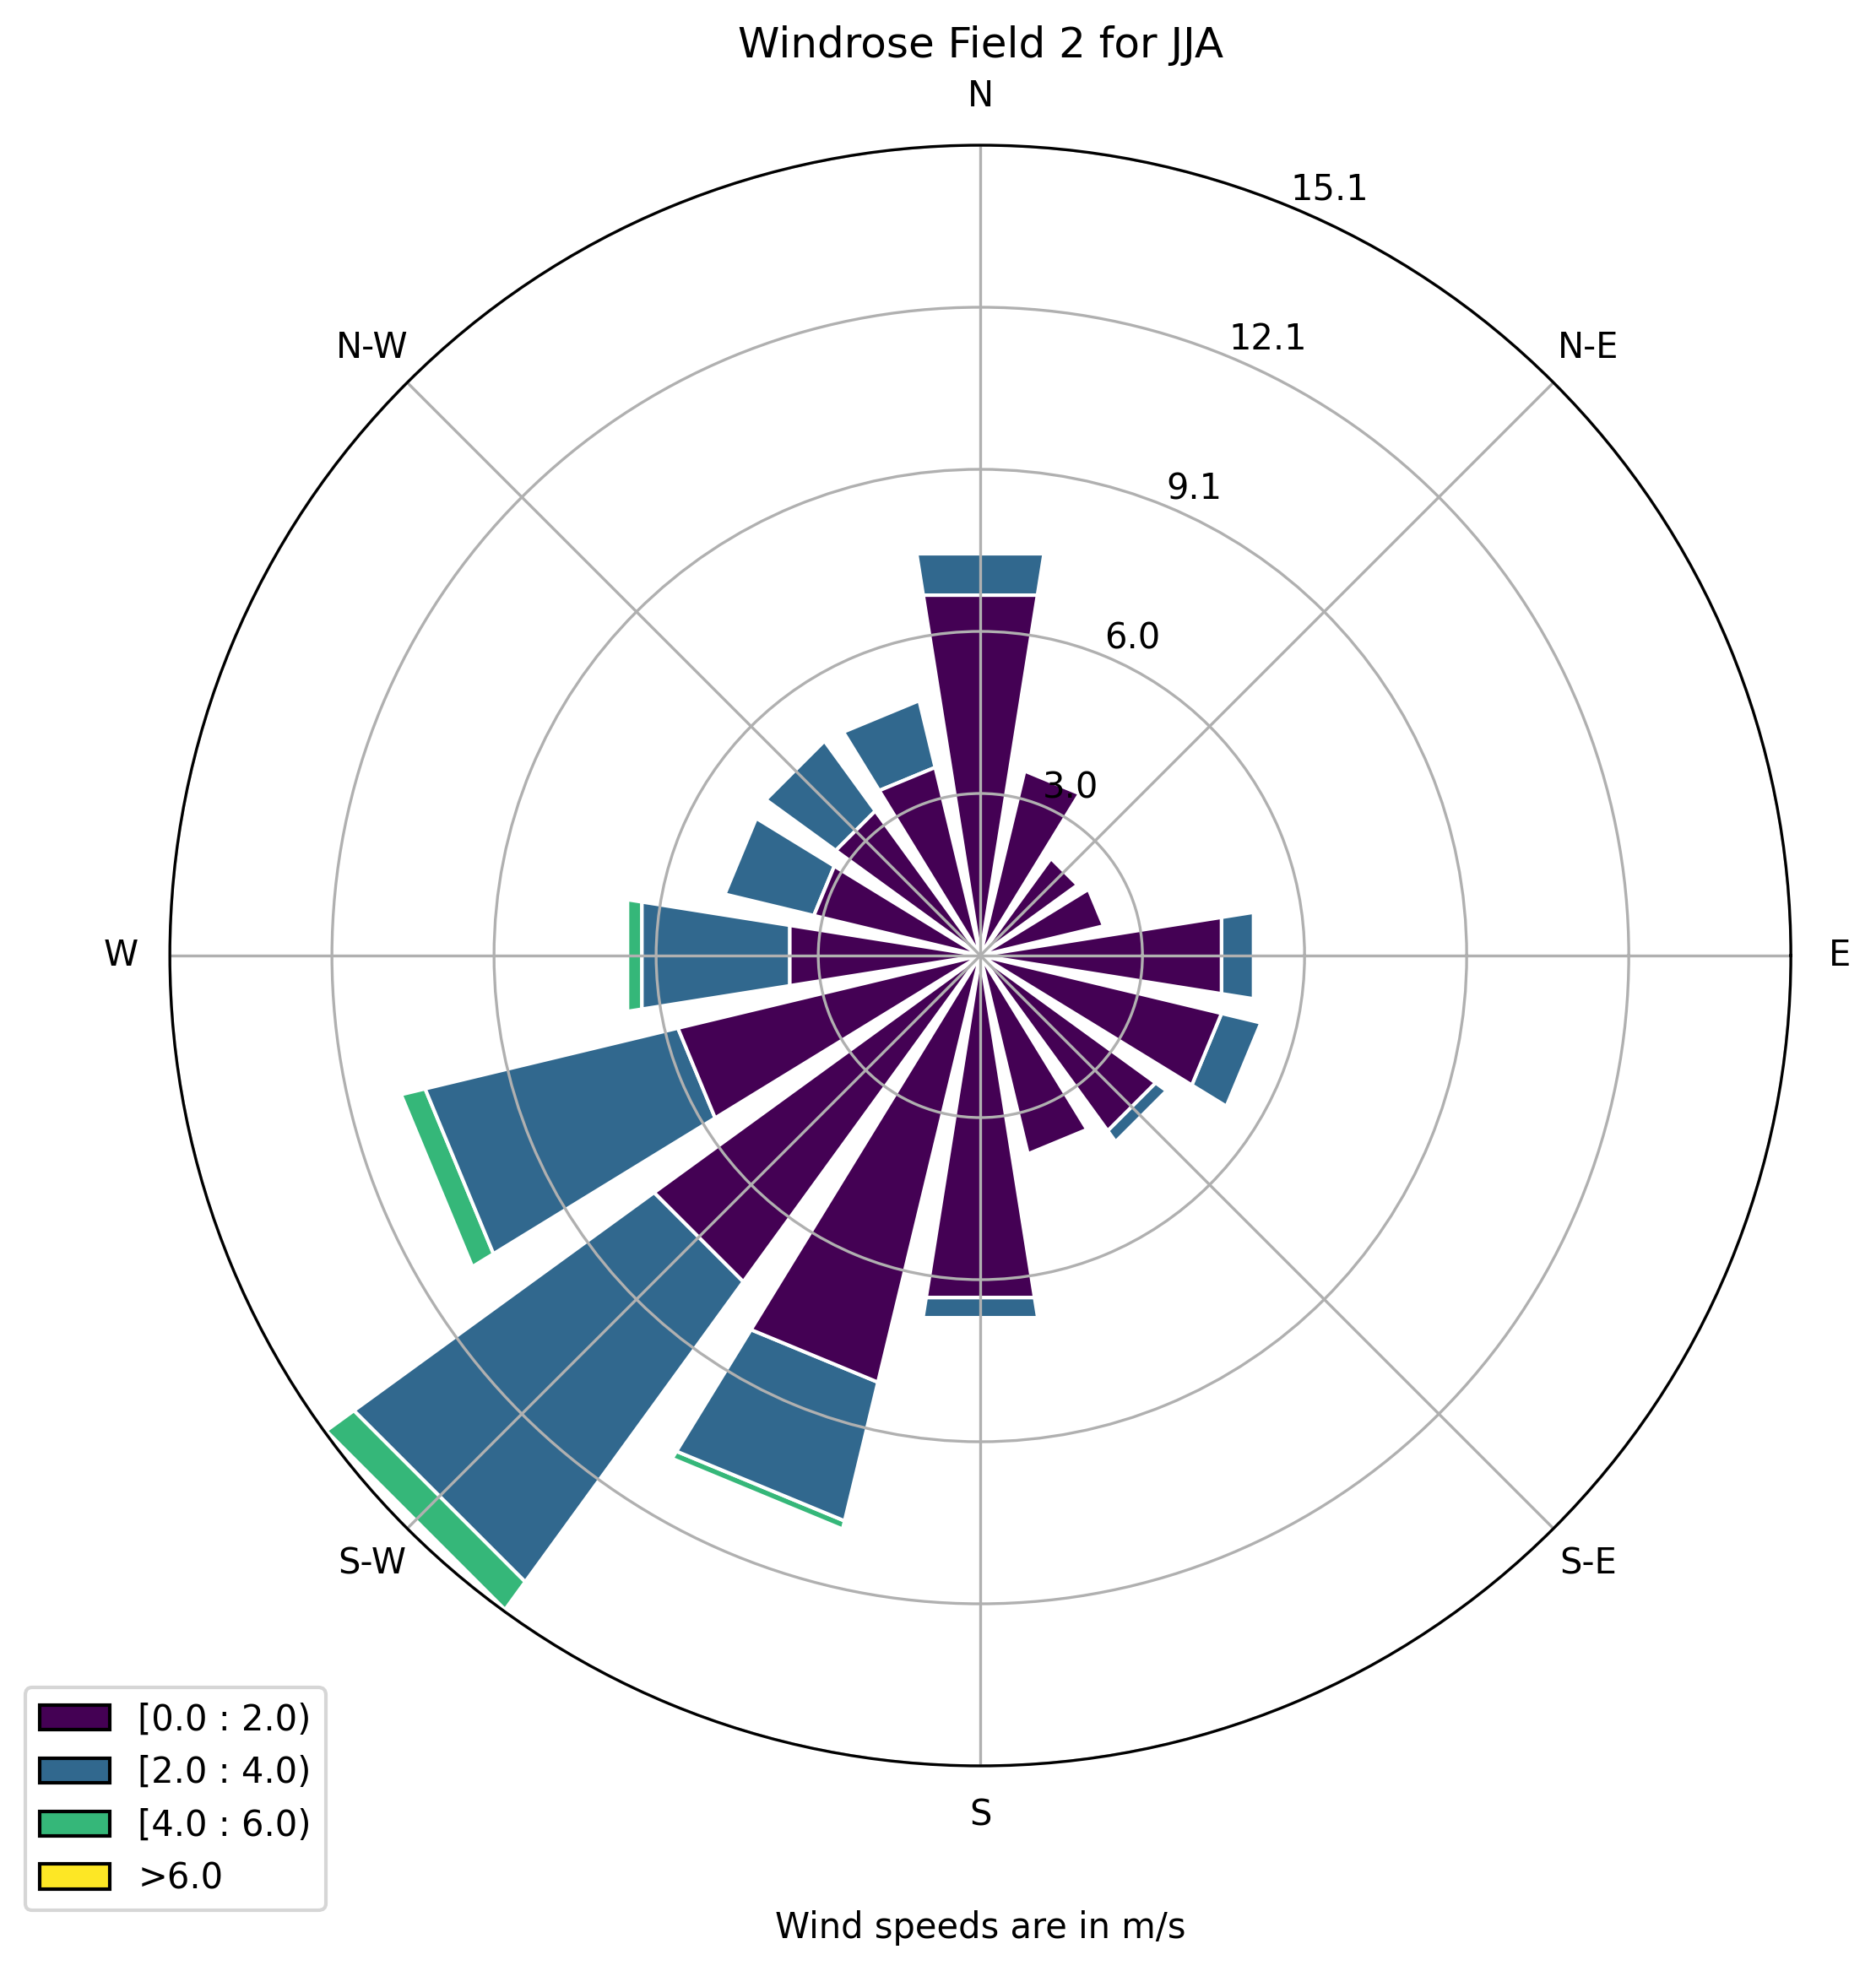 Windrose Field 2 for JJA
N
15.1
12.1
N-W
N-E
9.1
6.0
3.0
W
E
S-W
S-E
[0.0 : 2.0)
[2.0 : 4.0)
S
[4.0 : 6.0)
>6.0
Wind speeds are in m/s